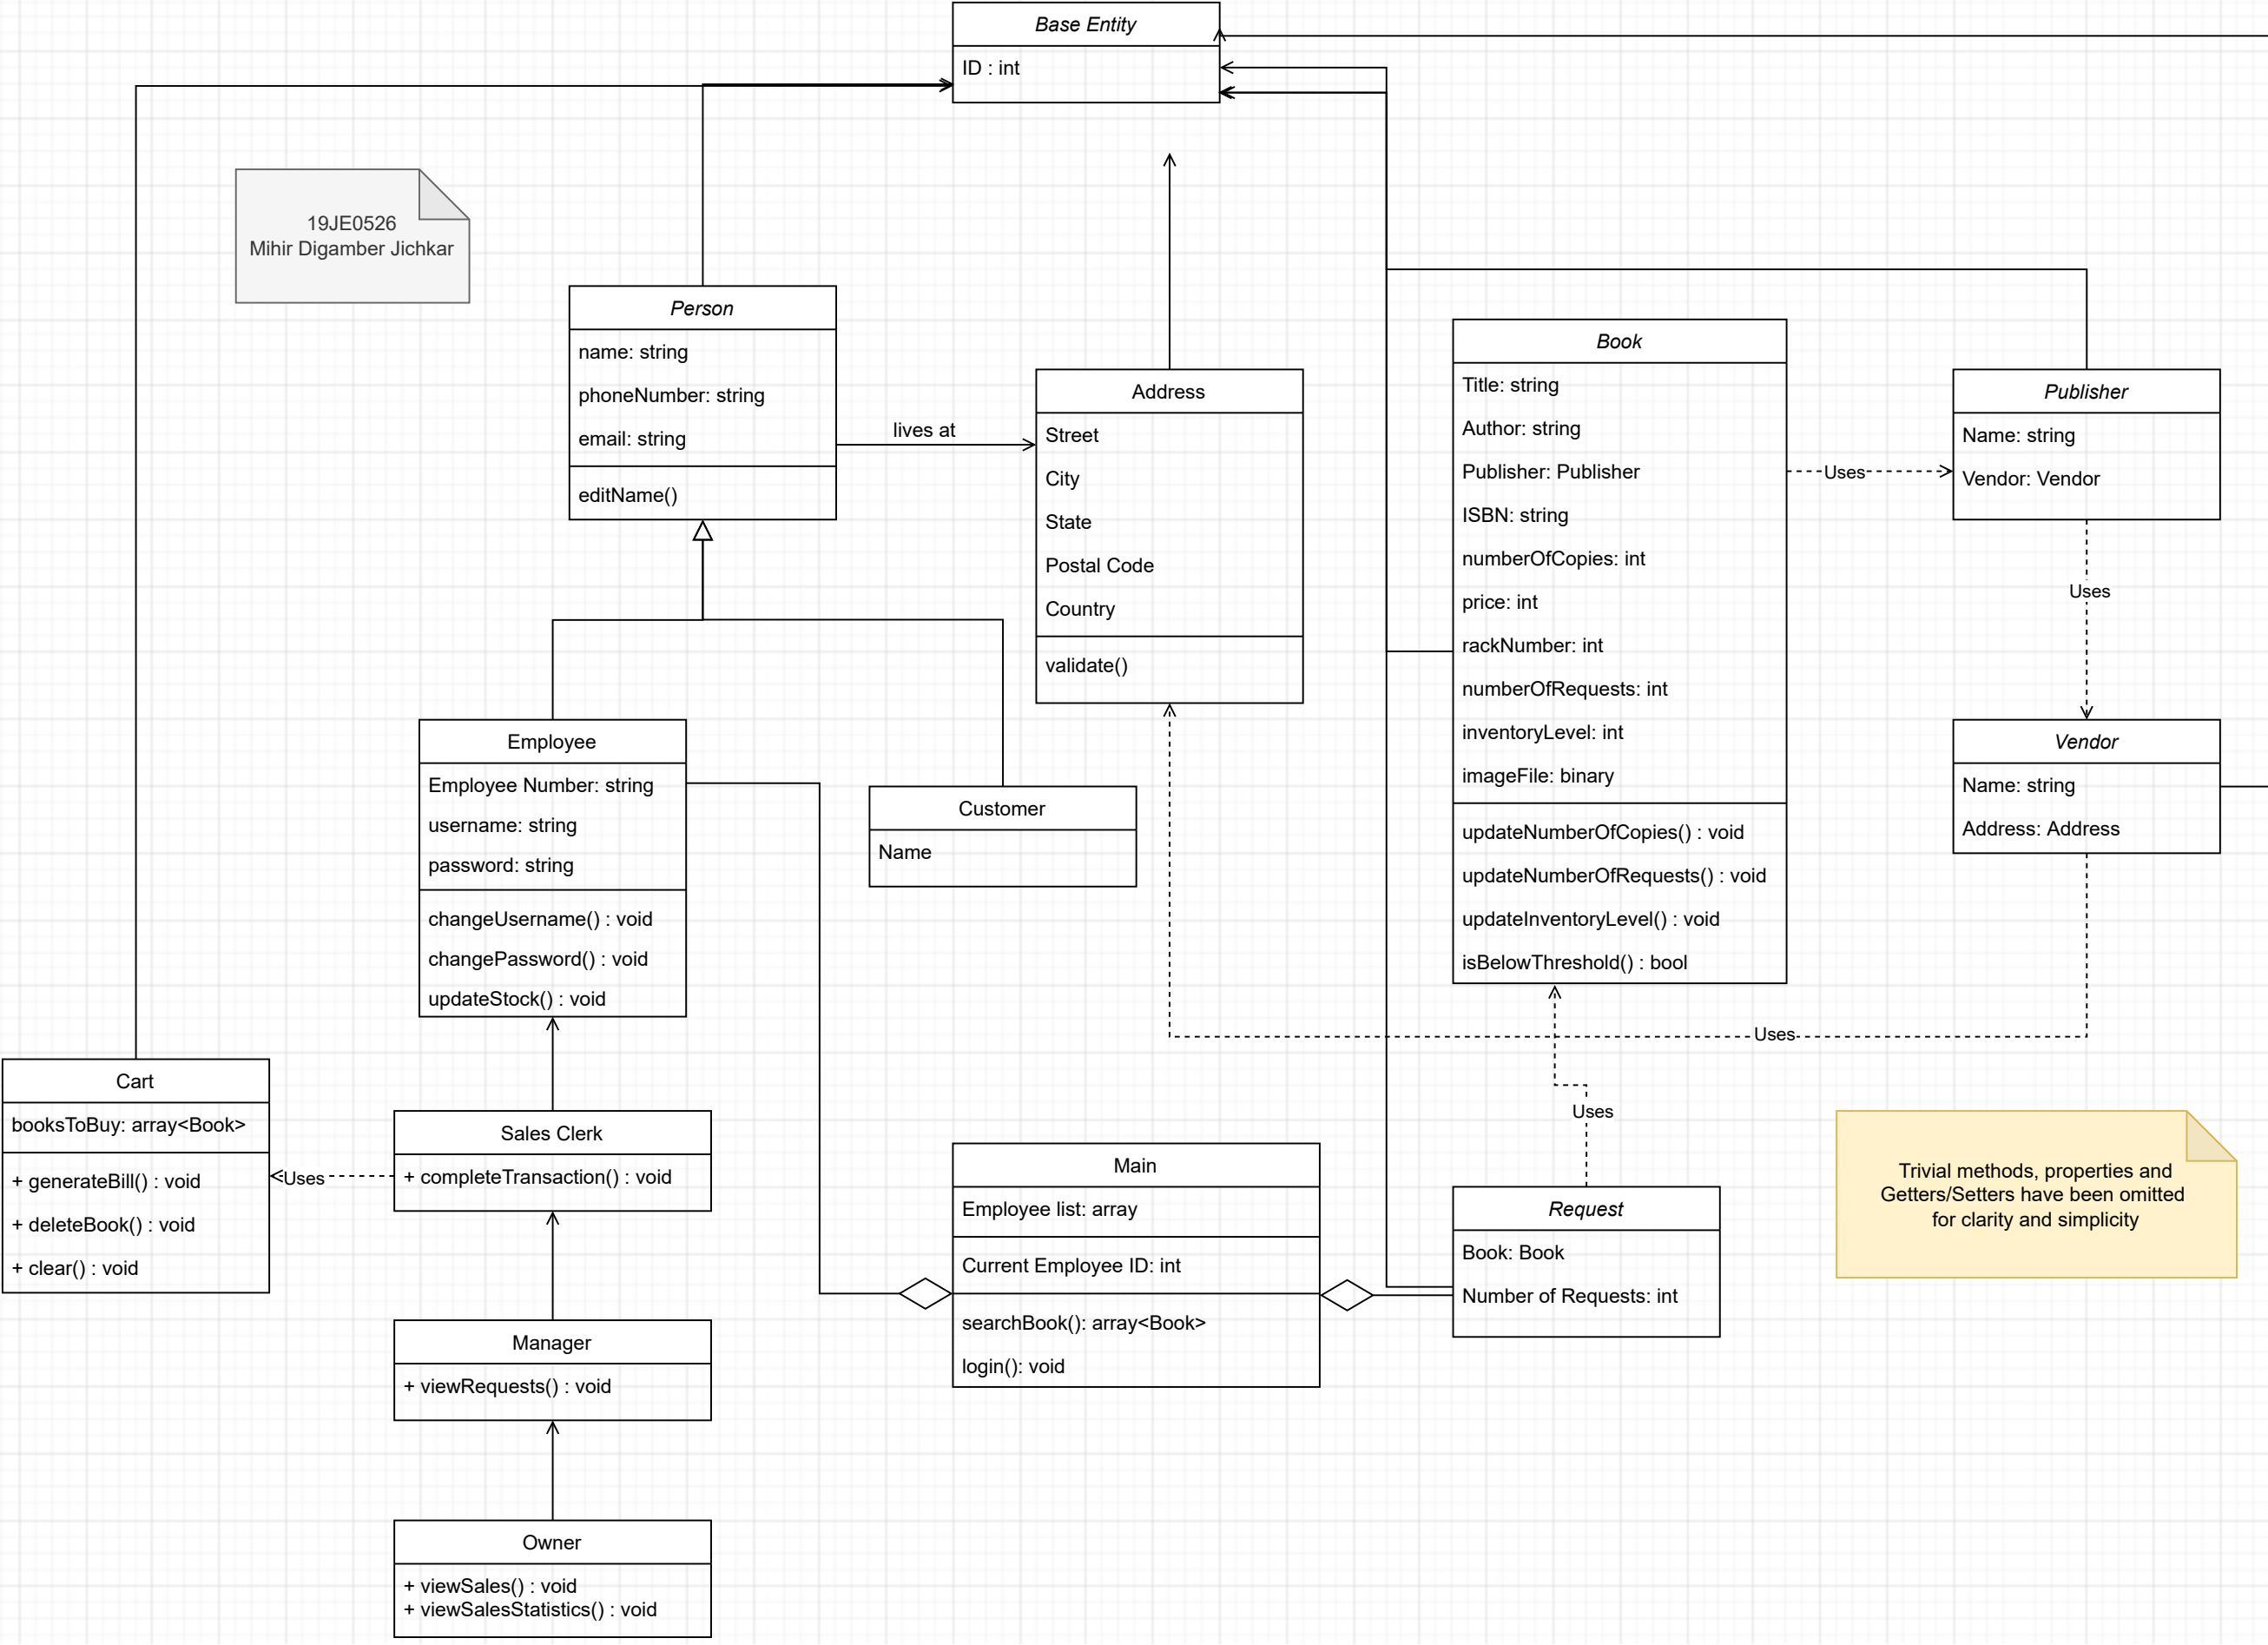 Base Entity
ID : int
19JE0526
Mihir Digamber Jichkar
Person
name: string
phoneNumber: string
email: string
editName()
lives at
Address
Street
City
State
Postal Code
Country
validate()
Book
Title: string
Author: string
Publisher: Publisher
ISBN: string
numberOfCopies: int
price: int
rackNumber: int
numberOfRequests: int
inventoryLevel: int
imageFile: binary
updateNumberOfCopies() : void
updateNumberOfRequests() : void
updateInventoryLevel() : void
isBelowThreshold() : bool
Uses
Publisher
Name: string
Vendor: Vendor
Uses
Vendor
Name: string
Address: Address
Uses
Employee
Employee Number: string
username: string
password: string
changeUsername() : void
changePassword() : void
updateStock() : void
Customer
Name
Cart
booksToBuy: array<Book>
+ generateBill() : void
+ deleteBook() : void
+ clear() : void
Uses
Sales Clerk
+ completeTransaction() : void
Manager
+ viewRequests() : void
Owner
+ viewSales() : void
+ viewSalesStatistics() : void
Main
Employee list: array
Current Employee ID: int
searchBook(): array<Book>
login(): void
Uses
Request
Book: Book
Number of Requests: int
Trivial methods, properties and
Getters/Setters have been omitted
for clarity and simplicity